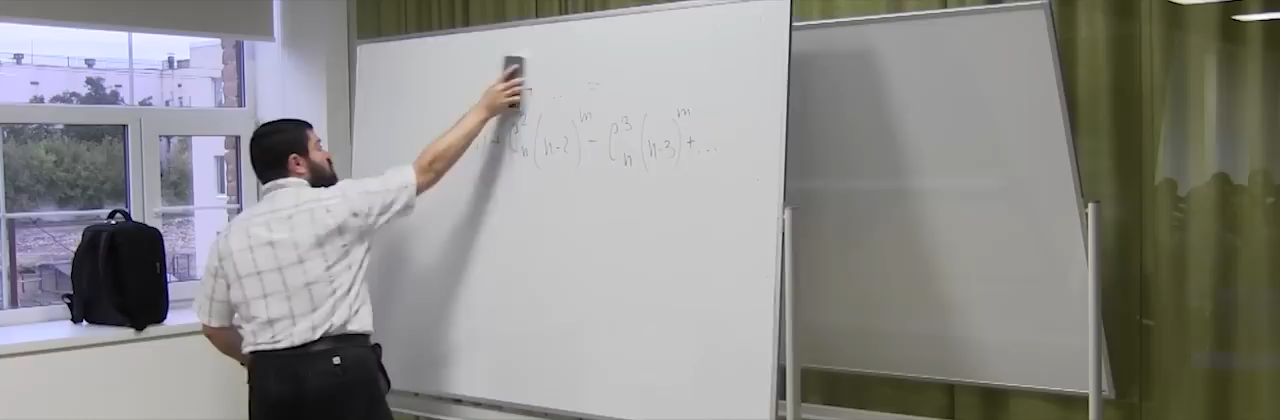 + C_n^2 (n-2)^m - C_n^3 (n-3)^m + ...